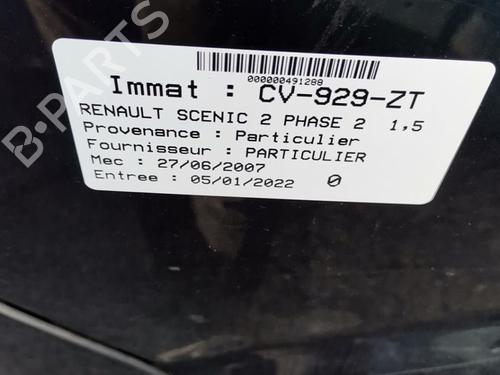 000000491288
Immat : CV-929-ZT
RENAULT SCENIC 2 PHASE 2 1,5
Provenance : Particulier
Fournisseur : PARTICULIER
Mec : 27/06/2007
Entree : 05/01/2022 0
B-PARTS